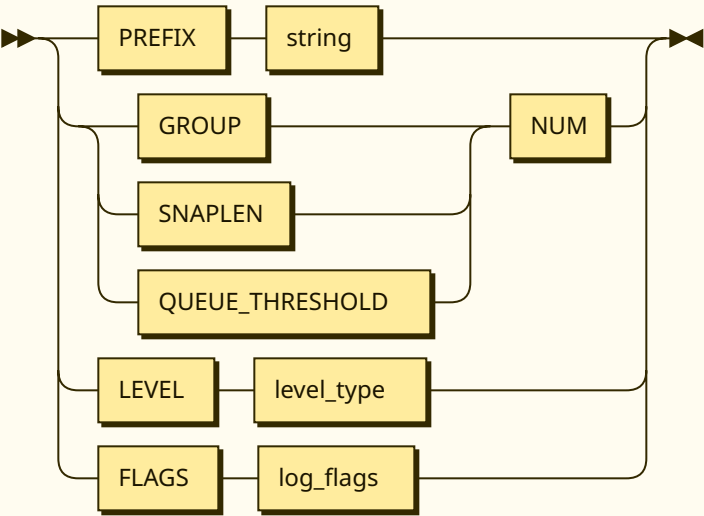 PREFIX string
GROUP NUM
SNAPLEN
QUEUE_THRESHOLD
LEVEL level_type
FLAGS log_flags